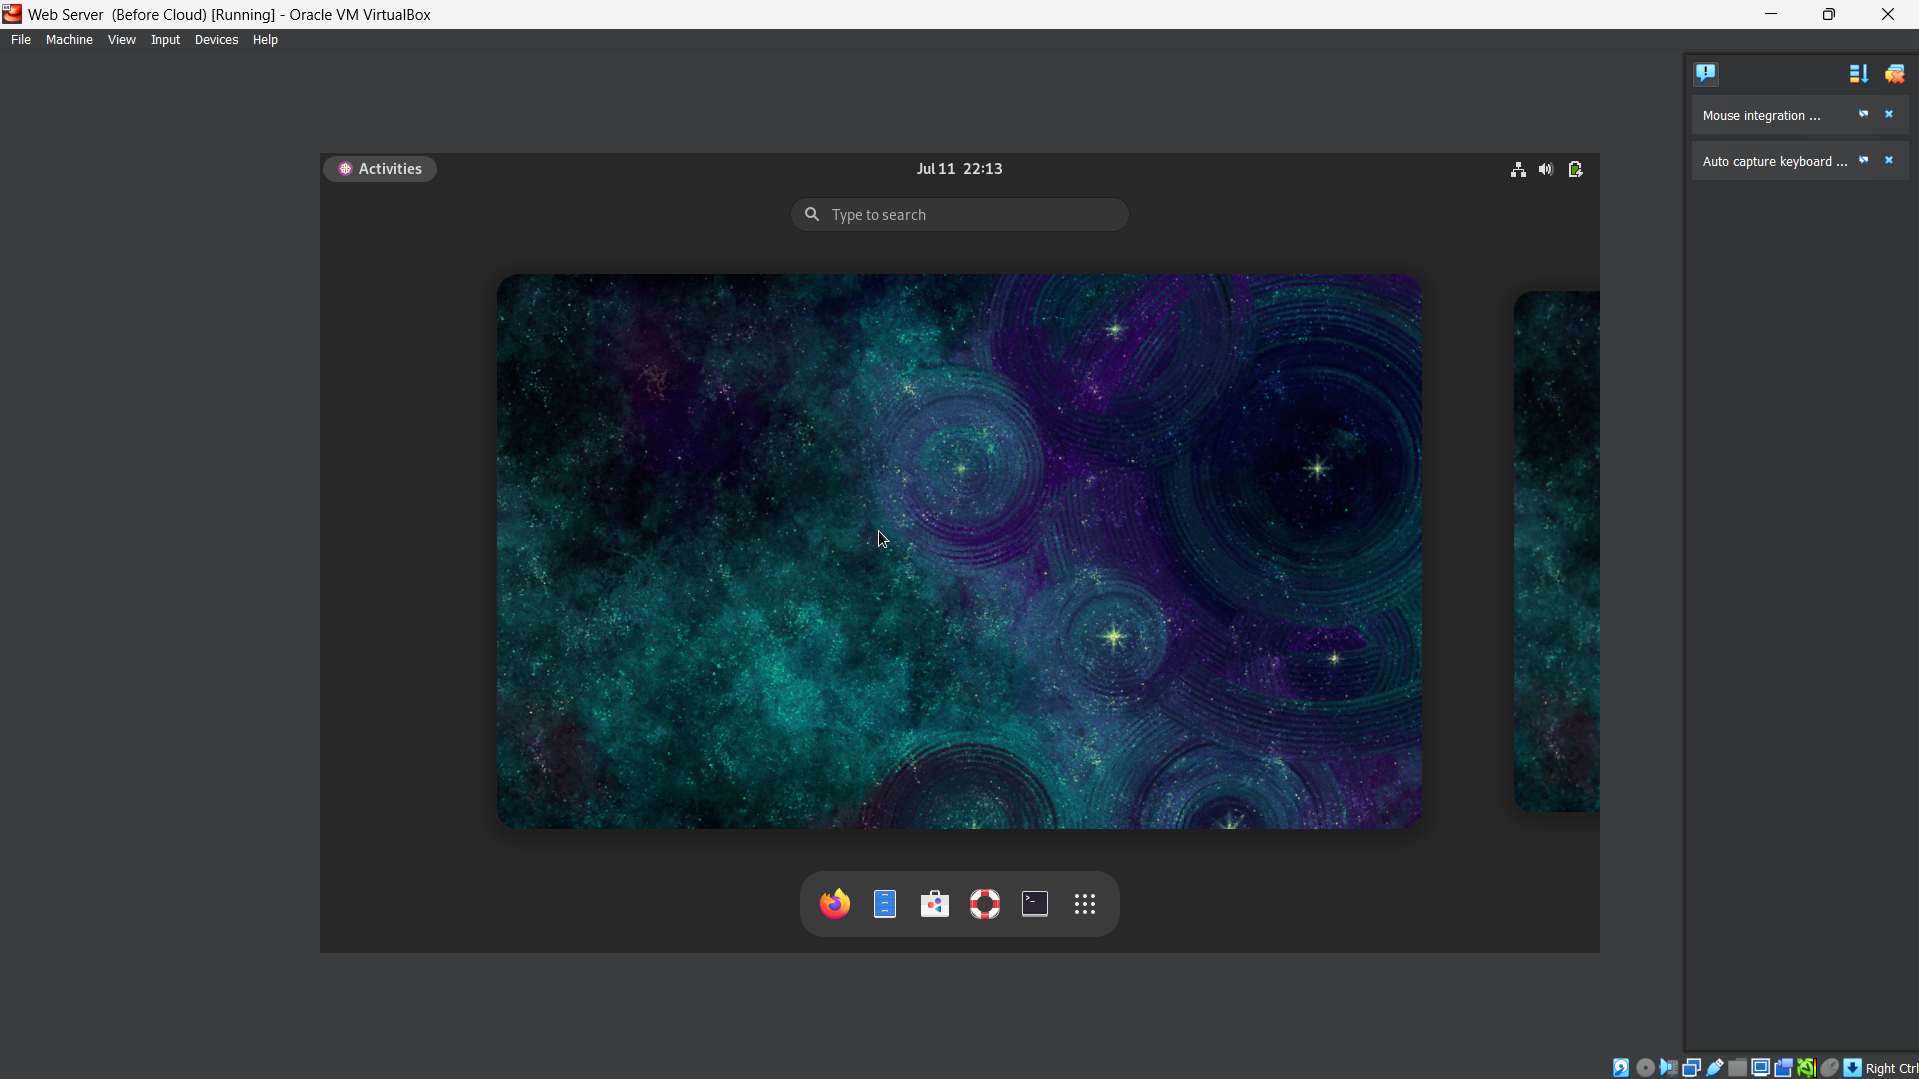 Web Server  (Before Cloud) [Running] - Oracle VM VirtualBox
File Machine View Input Devices Help
Mouse integration ...
Auto capture keyboard ...
Activities
Jul 11 22:13
Type to search
Right Ctrl